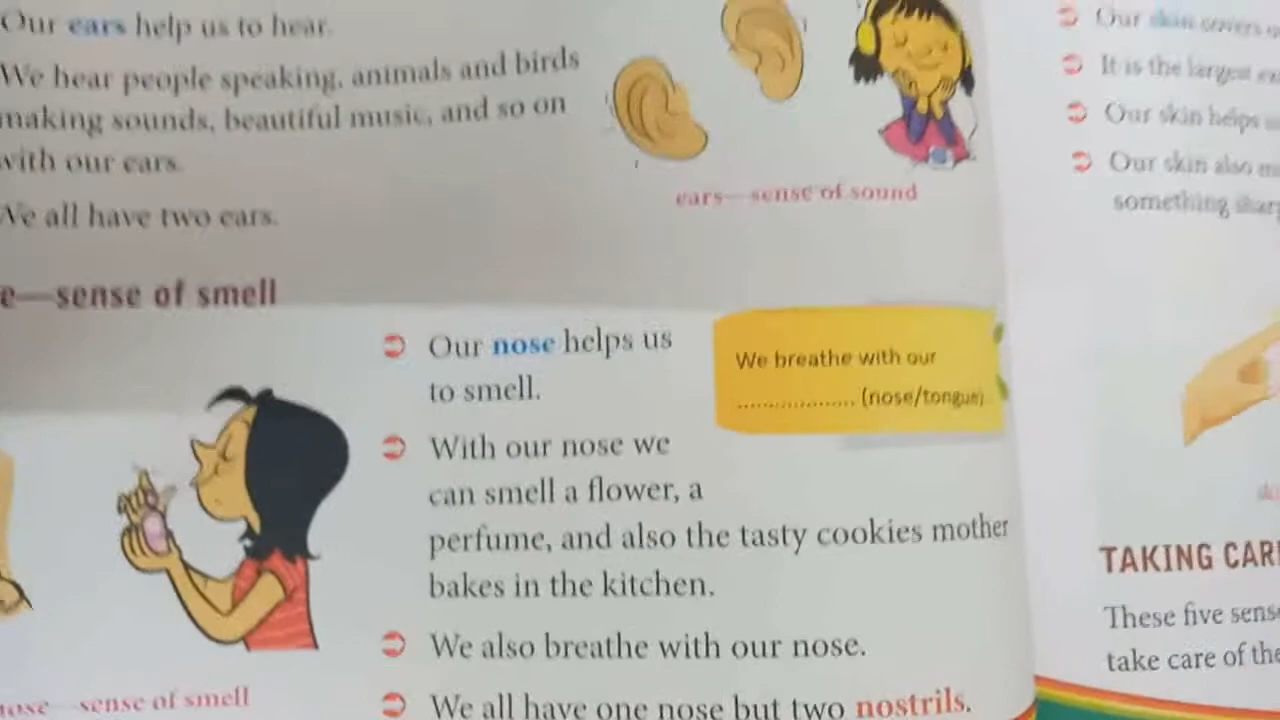 Our ears help us to hear.
We hear people speaking, animals and birds
making sounds, beautiful music, and so on
with our ears.
We all have two ears.
ears—sense of sound
e—sense of smell
Our nose helps us
to smell.
We breathe with our
.................. (nose/tongue)
With our nose we
can smell a flower, a
perfume, and also the tasty cookies mother
bakes in the kitchen.
We also breathe with our nose.
We all have one nose but two nostrils.
nose—sense of smell
Our skin covers
It is the largest
Our skin helps
Our skin also
something
TAKING CAR
These five sens
take care of the